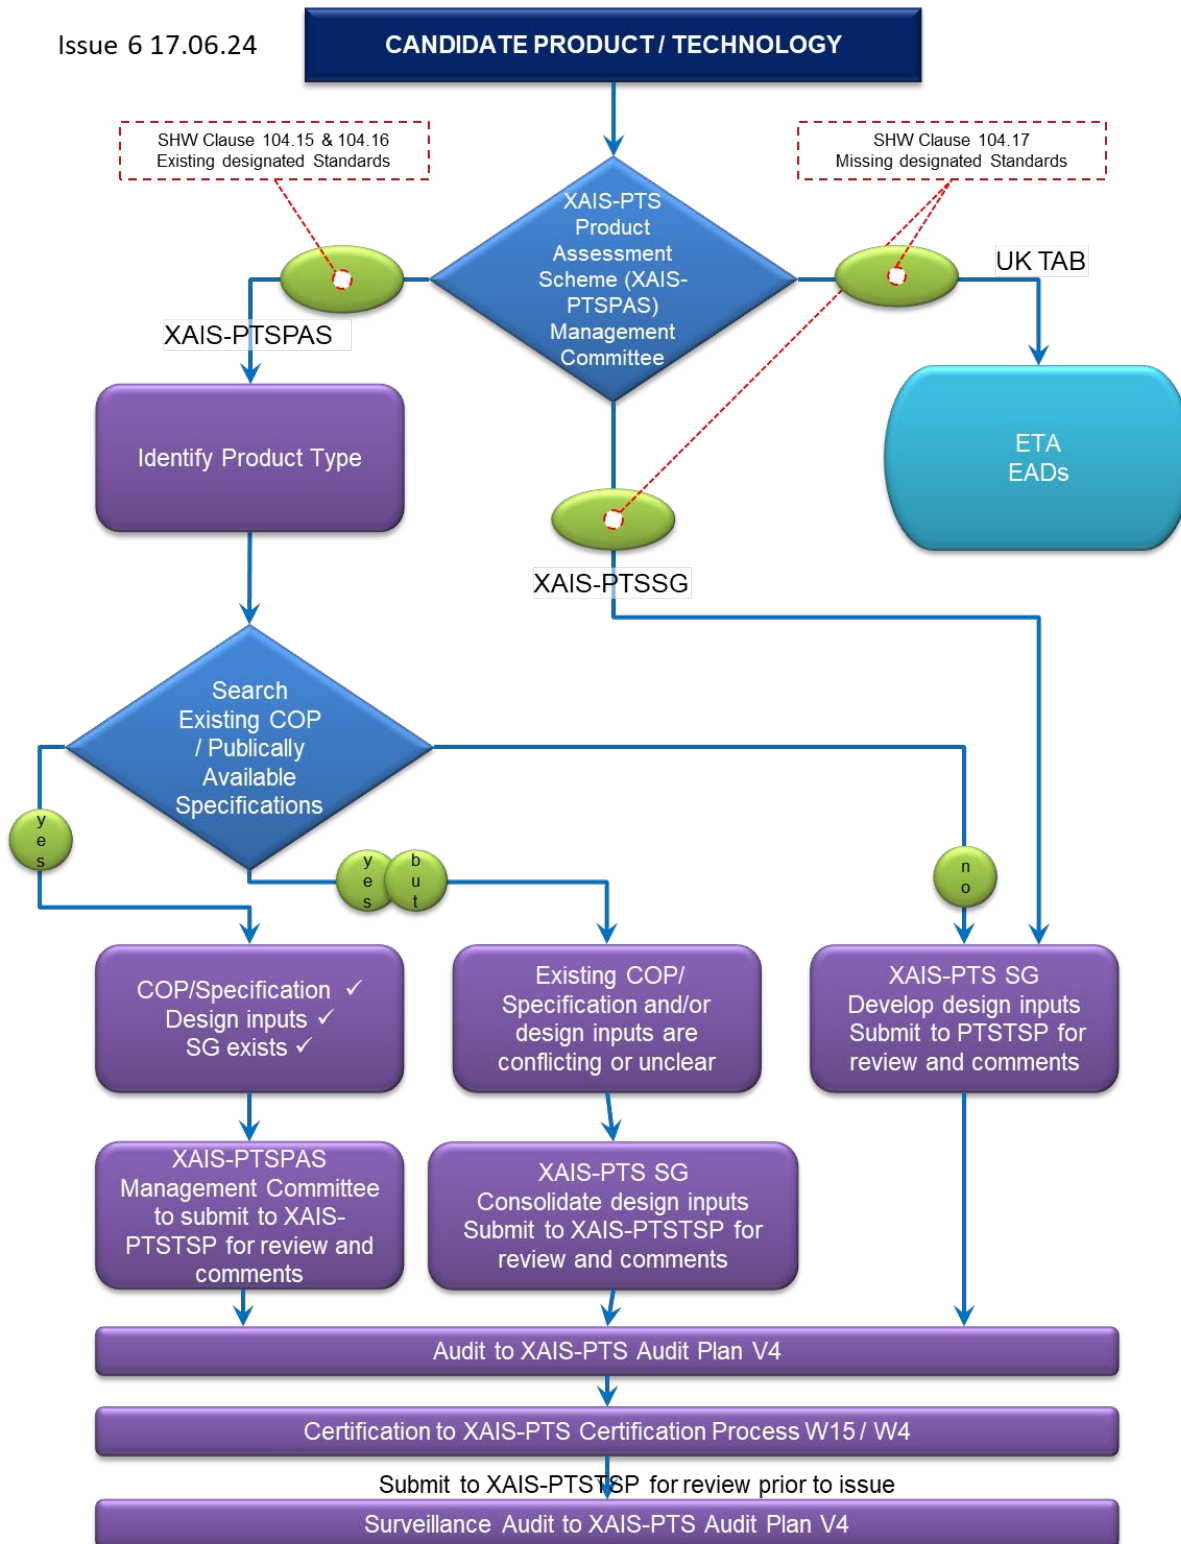 Issue 6 17.06.24
CANDIDATE PRODUCT / TECHNOLOGY
SHW Clause 104.15 & 104.16
Existing designated Standards
SHW Clause 104.17
Missing designated Standards
XAIS-PTS
Product
Assessment
Scheme (XAIS-
PTSPAS)
Management
Committee
UK TAB
XAIS-PTSPAS
Identify Product Type
ETA
EADs
XAIS-PTSSG
Search
Existing COP
/ Publically
Available
Specifications
yes
yes
but
no
COP/Specification ✓
Design inputs ✓
SG exists ✓
Existing COP/
Specification and/or
design inputs are
conflicting or unclear
XAIS-PTS SG
Develop design inputs
Submit to PTSTSP for
review and comments
XAIS-PTSPAS
Management Committee
to submit to XAIS-
PTSTSP for review and
comments
XAIS-PTS SG
Consolidate design inputs
Submit to XAIS-PTSTSP for
review and comments
Audit to XAIS-PTS Audit Plan V4
Certification to XAIS-PTS Certification Process W15 / W4
Submit to XAIS-PTSTSP for review prior to issue
Surveillance Audit to XAIS-PTS Audit Plan V4